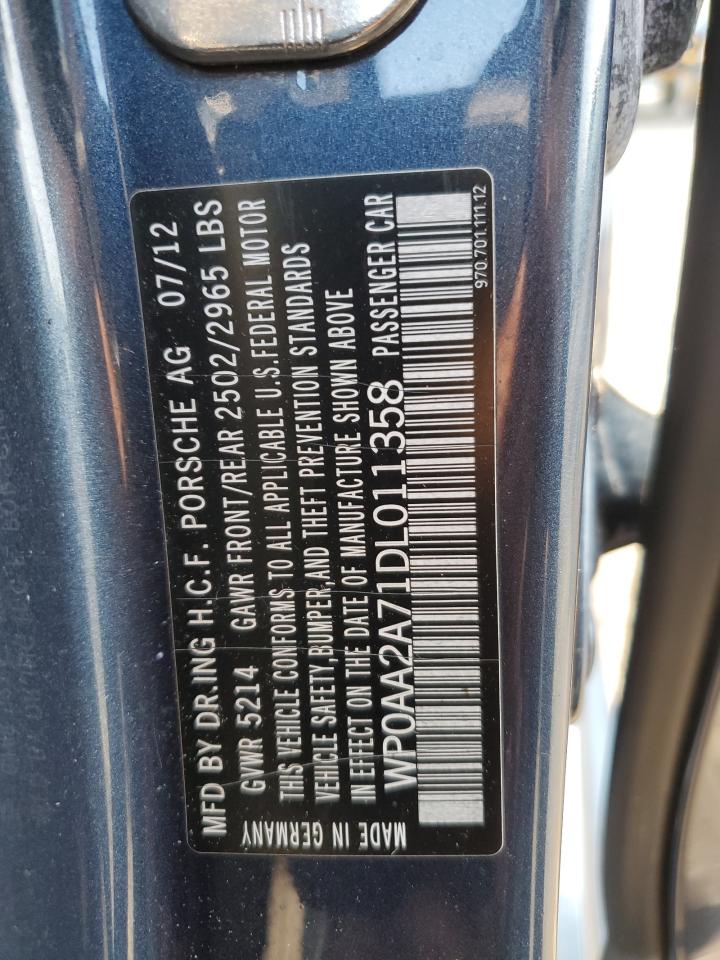 MFD BY DR.ING H.C.F. PORSCHE AG 07/12
GVWR 5214 GAWR FRONT/REAR 2502/2965 LBS
THIS VEHICLE CONFORMS TO ALL APPLICABLE U.S.FEDERAL MOTOR
VEHICLE SAFETY,BUMPER,AND THEFT PREVENTION STANDARDS
IN EFFECT ON THE DATE OF MANUFACTURE SHOWN ABOVE
WP0AA2A71DL011358 PASSENGER CAR
970.701.111.12
MADE IN GERMANY